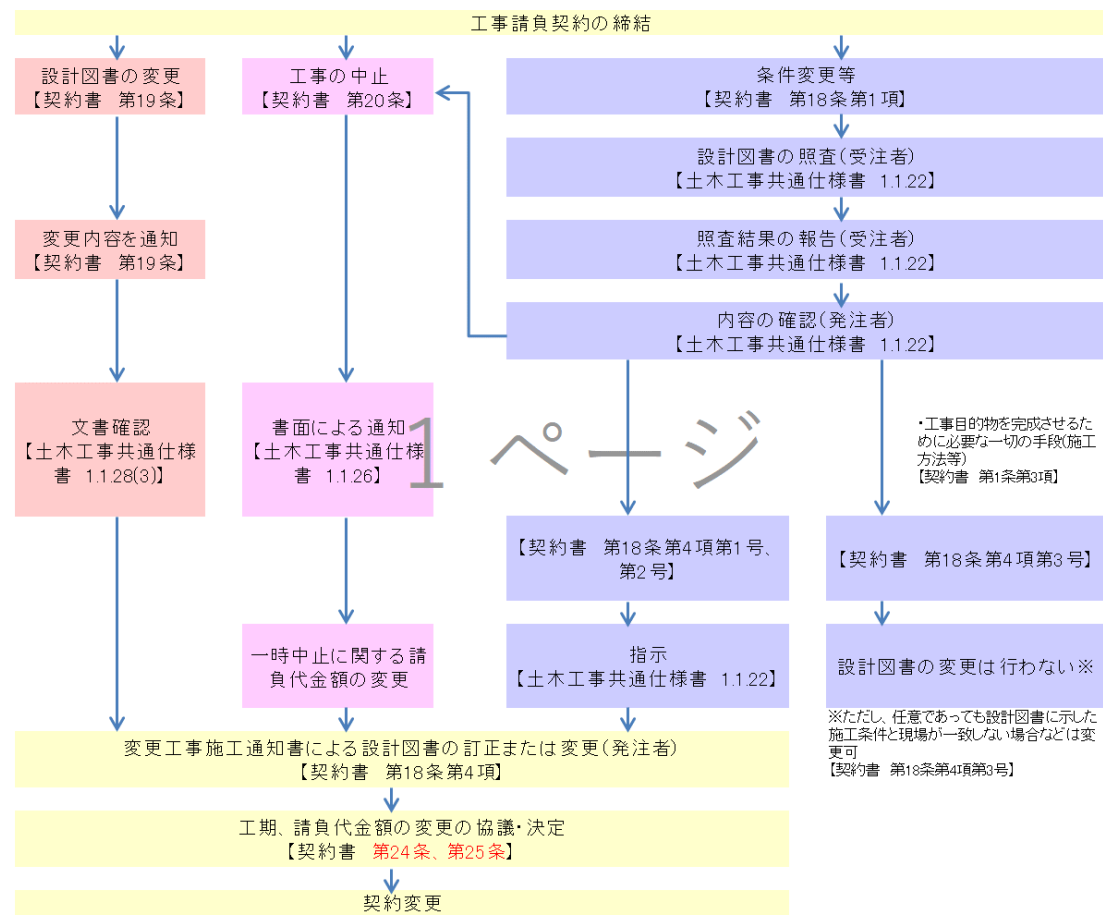 工事請負契約の締結
設計図書の変更
【契約書　第19条】
工事の中止
【契約書　第20条】
条件変更等
【契約書　第18条第1項】
設計図書の照査(受注者)
【土木工事共通仕様書　1.1.22】
変更内容を通知
【契約書　第19条】
照査結果の報告(受注者)
【土木工事共通仕様書　1.1.22】
内容の確認(発注者)
【土木工事共通仕様書　1.1.22】
文書確認
【土木工事共通仕様
書　1.1.28(3)】
書面による通知
【土木工事共通仕様
書　1.1.26】
1 ページ
・工事目的物を完成させるた
めに必要な一切の手段(施工
方法等)
【契約書　第1条第3項】
【契約書　第18条第4項第1号、
第2号】
【契約書　第18条第4項第3号】
一時中止に関する請
負代金額の変更
指示
【土木工事共通仕様書　1.1.22】
設計図書の変更は行わない※
※ただし、任意であっても設計図書に示した
施工条件と現場が一致しない場合などは変
更可
【契約書　第18条第4項第3号】
変更工事施工通知書による設計図書の訂正または変更(発注者)
【契約書　第18条第4項】
工期、請負代金額の変更の協議・決定
【契約書　第24条、第25条】
契約変更